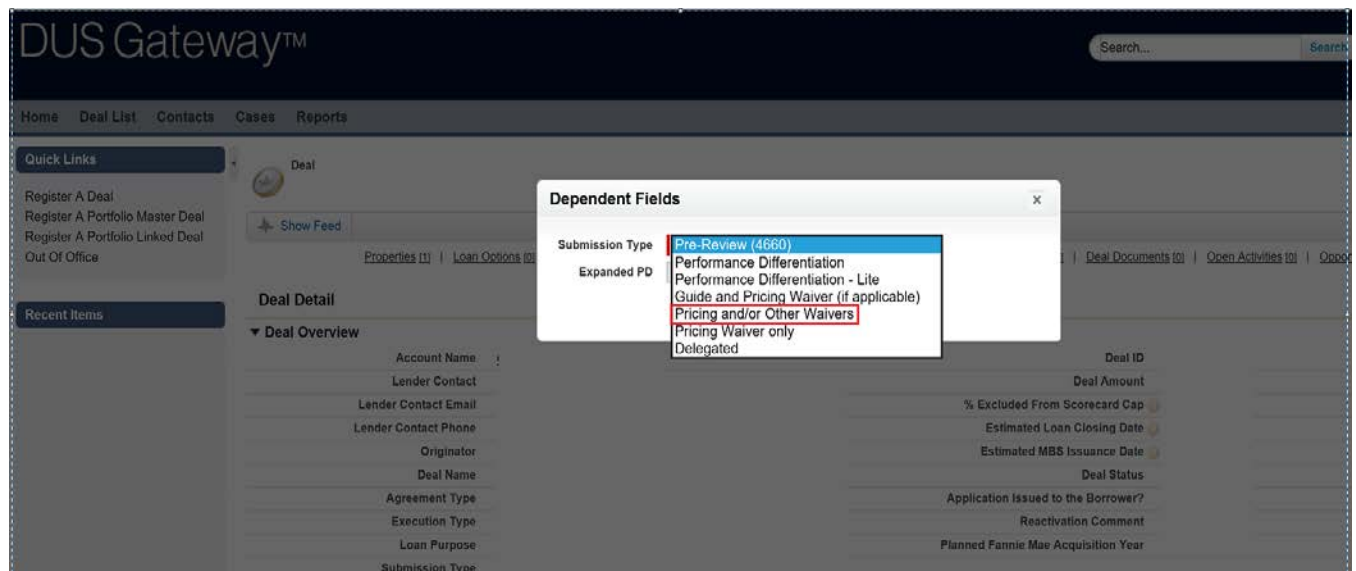 DUS Gateway™
Search...
Search
Home Deal List Contacts Cases Reports
Quick Links
Register A Deal
Register A Portfolio Master Deal
Register A Portfolio Linked Deal
Out Of Office
Recent Items
Deal
Show Feed
Properties [1] | Loan Options [0]
| Deal Documents [0] | Open Activities [0] |
Dependent Fields
X
Submission Type
Pre-Review (4660)
Performance Differentiation
Performance Differentiation - Lite
Guide and Pricing Waiver (if applicable)
Pricing and/or Other Waivers
Pricing Waiver only
Delegated
Expanded PD
Deal Detail
▼ Deal Overview
Account Name
Deal ID
Lender Contact
Deal Amount
Lender Contact Email
% Excluded From Scorecard Cap
Lender Contact Phone
Estimated Loan Closing Date
Originator
Estimated MBS Issuance Date
Deal Name
Deal Status
Agreement Type
Application Issued to the Borrower?
Execution Type
Reactivation Comment
Loan Purpose
Planned Fannie Mae Acquisition Year
Submission Type